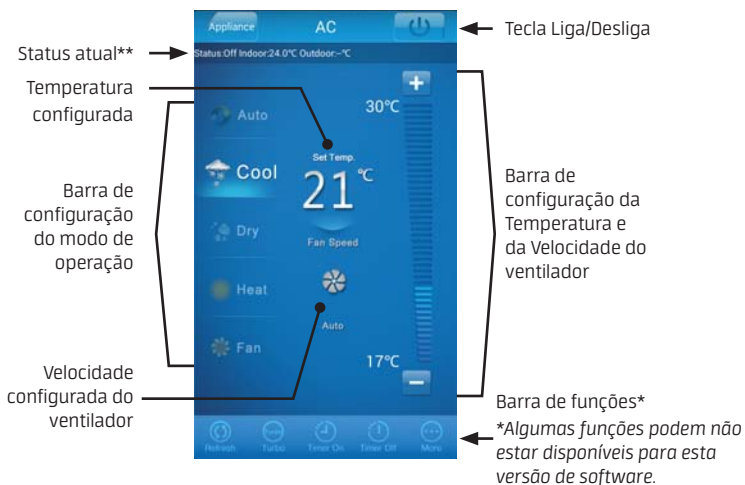 Appliance
AC
Tecla Liga/Desliga
Status atual**
Status:Off Indoor:24.0℃ Outdoor:--℃
Temperatura
configurada
30℃
Auto
Set Temp.
Cool
21℃
Barra de
configuração
do modo de
operação
Barra de
configuração da
Temperatura e
da Velocidade do
ventilador
Dry
Fan Speed
Heat
Auto
Fan
17℃
Velocidade
configurada do
ventilador
Barra de funções*
*Algumas funções podem não
estar disponíveis para esta
versão de software.
Refresh
Turbo
Timer On
Timer Off
More